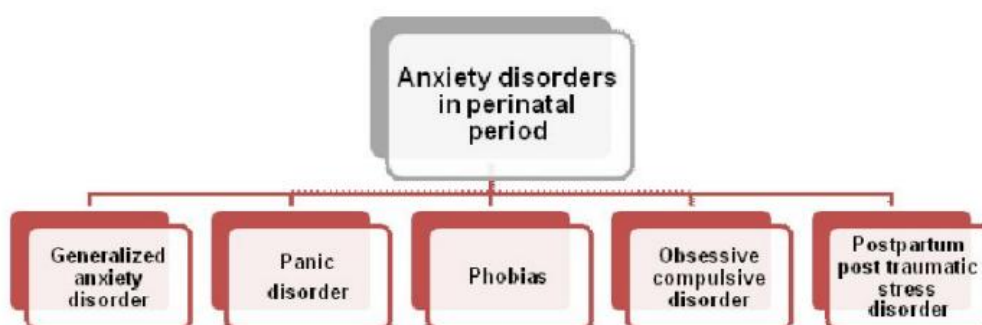 Anxiety disorders
in perinatal
period
Generalized
anxiety
disorder
Panic
disorder
Phobias
Obsessive
compulsive
disorder
Postpartum
post traumatic
stress
disorder